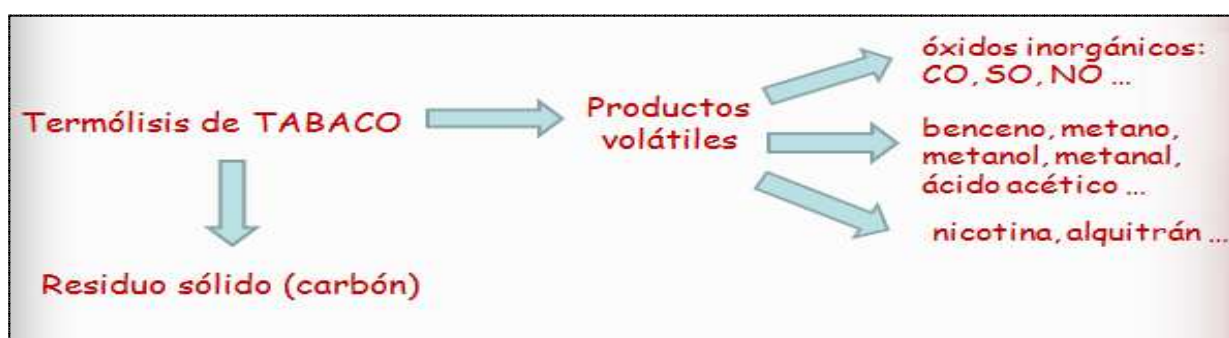 Termólisis de TABACO
Productos
volátiles
óxidos inorgánicos:
CO, SO, NO ...
benceno, metano,
metanol, metanal,
ácido acético ...
nicotina, alquitrán ...
Residuo sólido (carbón)